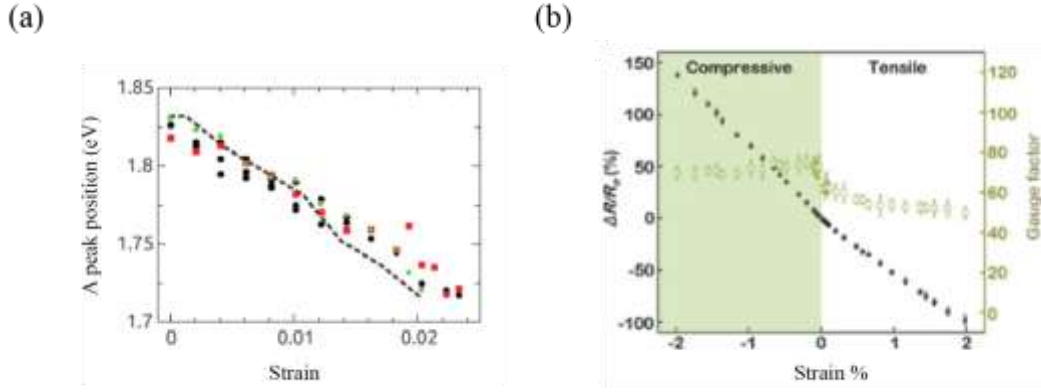 (a)
(b)
A peak position (eV)
1.85
1.8
1.75
1.7
0
0.01
0.02
Strain
Compressive
Tensile
ΔR/R₀ (%)
150
100
50
0
-50
-100
-2
-1
0
1
2
Strain %
120
100
80
60
40
20
0
Gauge factor